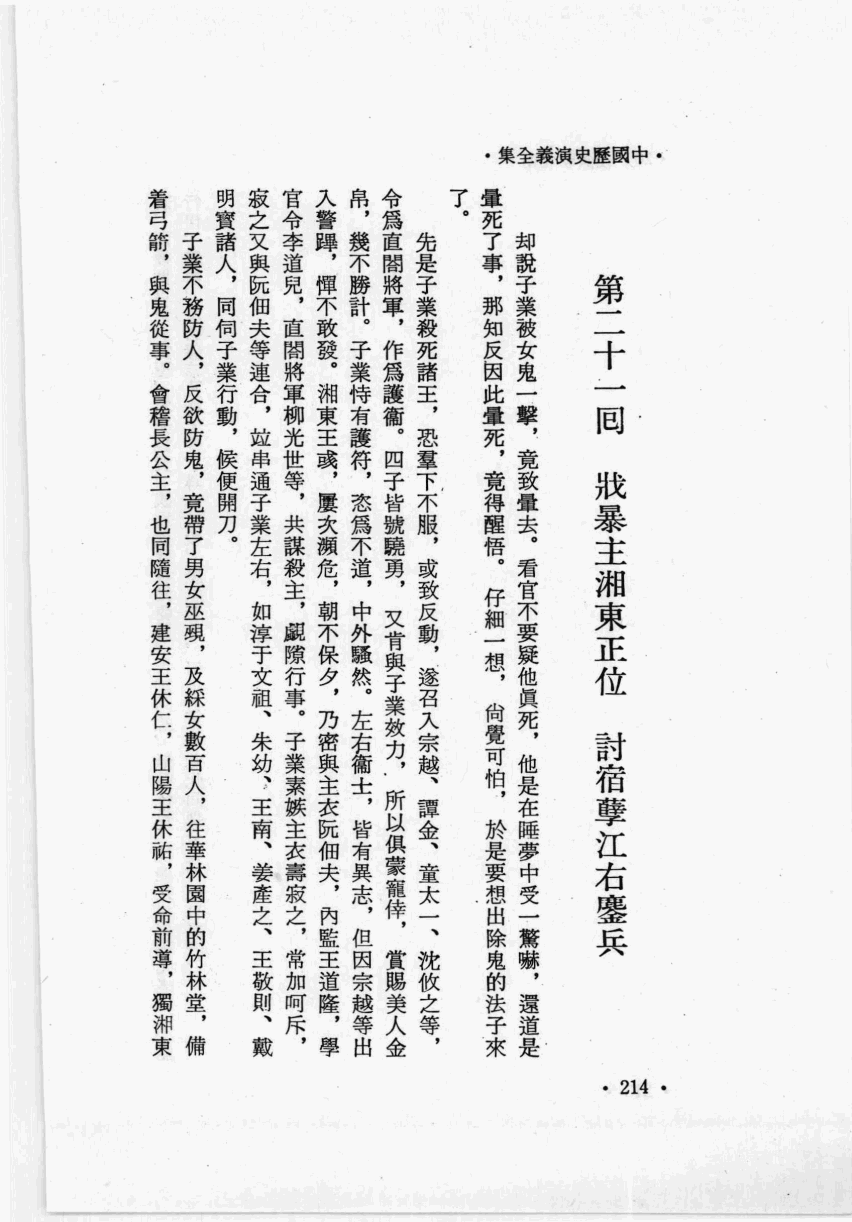 ·中國歷史演義全集·
第二十一回　戕暴主湘東正位　討宿孽江右鏖兵
却說子業被女鬼一擊，竟致暈去。看官不要疑他眞死，他是在睡夢中受一驚嚇，還道是
暈死了事，那知反因此暈死，竟得醒悟。仔細一想，尙覺可怕，於是要想出除鬼的法子來
了。
先是子業殺死諸王，恐羣下不服，或致反動，遂召入宗越、譚金、童太一、沈攸之等，
令爲直閤將軍，作爲護衞。四子皆號驍勇，又肯與子業效力，所以俱蒙寵倖，賞賜美人金
帛，幾不勝計。子業恃有護符，恣爲不道，中外騷然。左右衞士，皆有異志，但因宗越等出
入警蹕，憚不敢發。湘東王彧，屢次瀕危，朝不保夕，乃密與主衣阮佃夫，內監王道隆，學
官令李道兒，直閤將軍柳光世等，共謀殺主，覷隙行事。子業素嫉主衣壽寂之，常加呵斥，
寂之又與阮佃夫等連合，竝串通子業左右，如淳于文祖、朱幼、王南、姜產之、王敬則、戴
明寶諸人，同伺子業行動，候便開刀。
子業不務防人，反欲防鬼，竟帶了男女巫覡，及綵女數百人，往華林園中的竹林堂，備
着弓箭，與鬼從事。會稽長公主，也同隨往，建安王休仁，山陽王休祐，受命前導，獨湘東
·214·